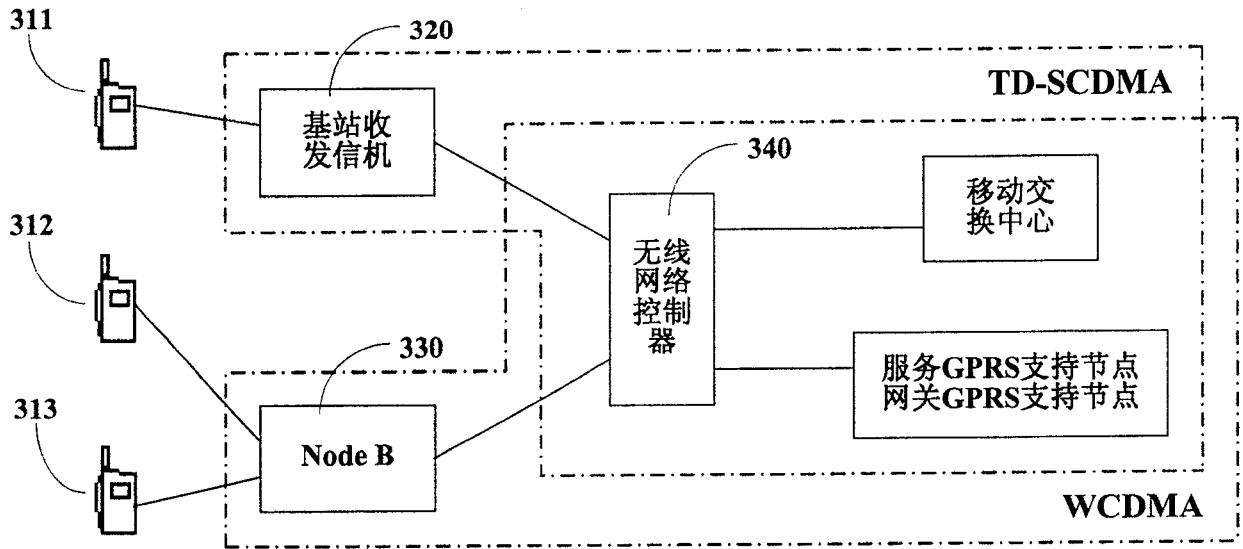 311
320
TD-SCDMA
基站收
发信机
340
移动交
换中心
312
无线
网络
控制
器
330
服务GPRS支持节点
网关GPRS支持节点
313
Node B
WCDMA